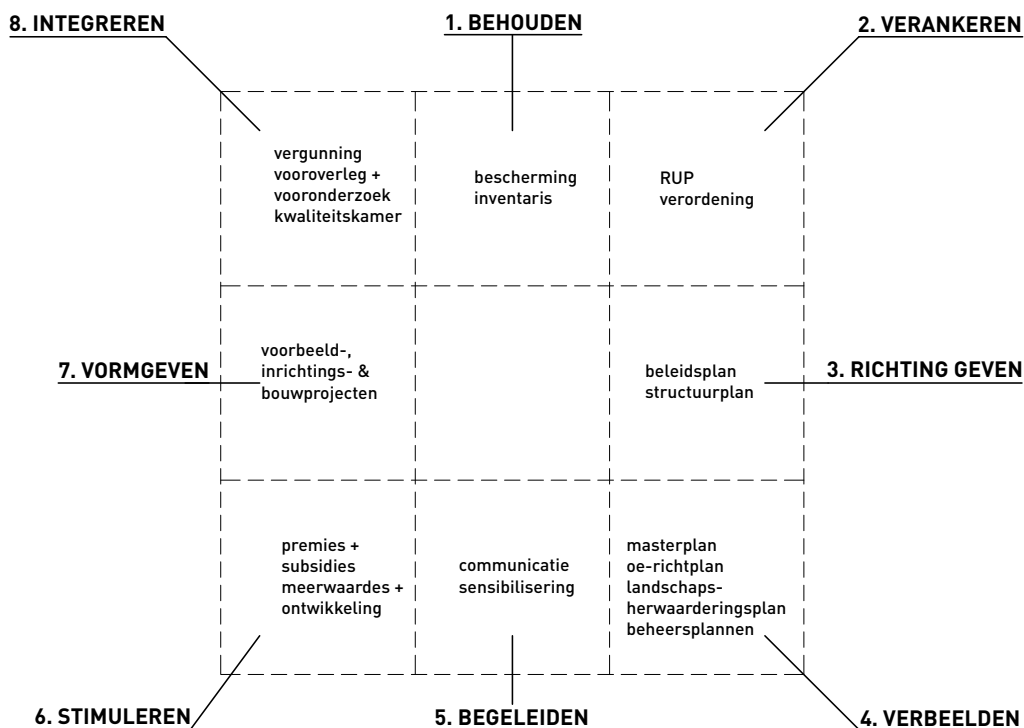 8. INTEGREREN
1. BEHOUDEN
2. VERANKEREN
vergunning
vooroverleg +
vooronderzoek
kwaliteitskamer
bescherming
inventaris
RUP
verordening
7. VORMGEVEN
voorbeeld-,
inrichtings- &
bouwprojecten
beleidsplan
structuurplan
3. RICHTING GEVEN
premies +
subsidies
meerwaardes +
ontwikkeling
communicatie
sensibilisering
masterplan
oe-richtplan
landschaps-
herwaarderingsplan
beheersplannen
6. STIMULEREN
5. BEGELEIDEN
4. VERBEELDEN